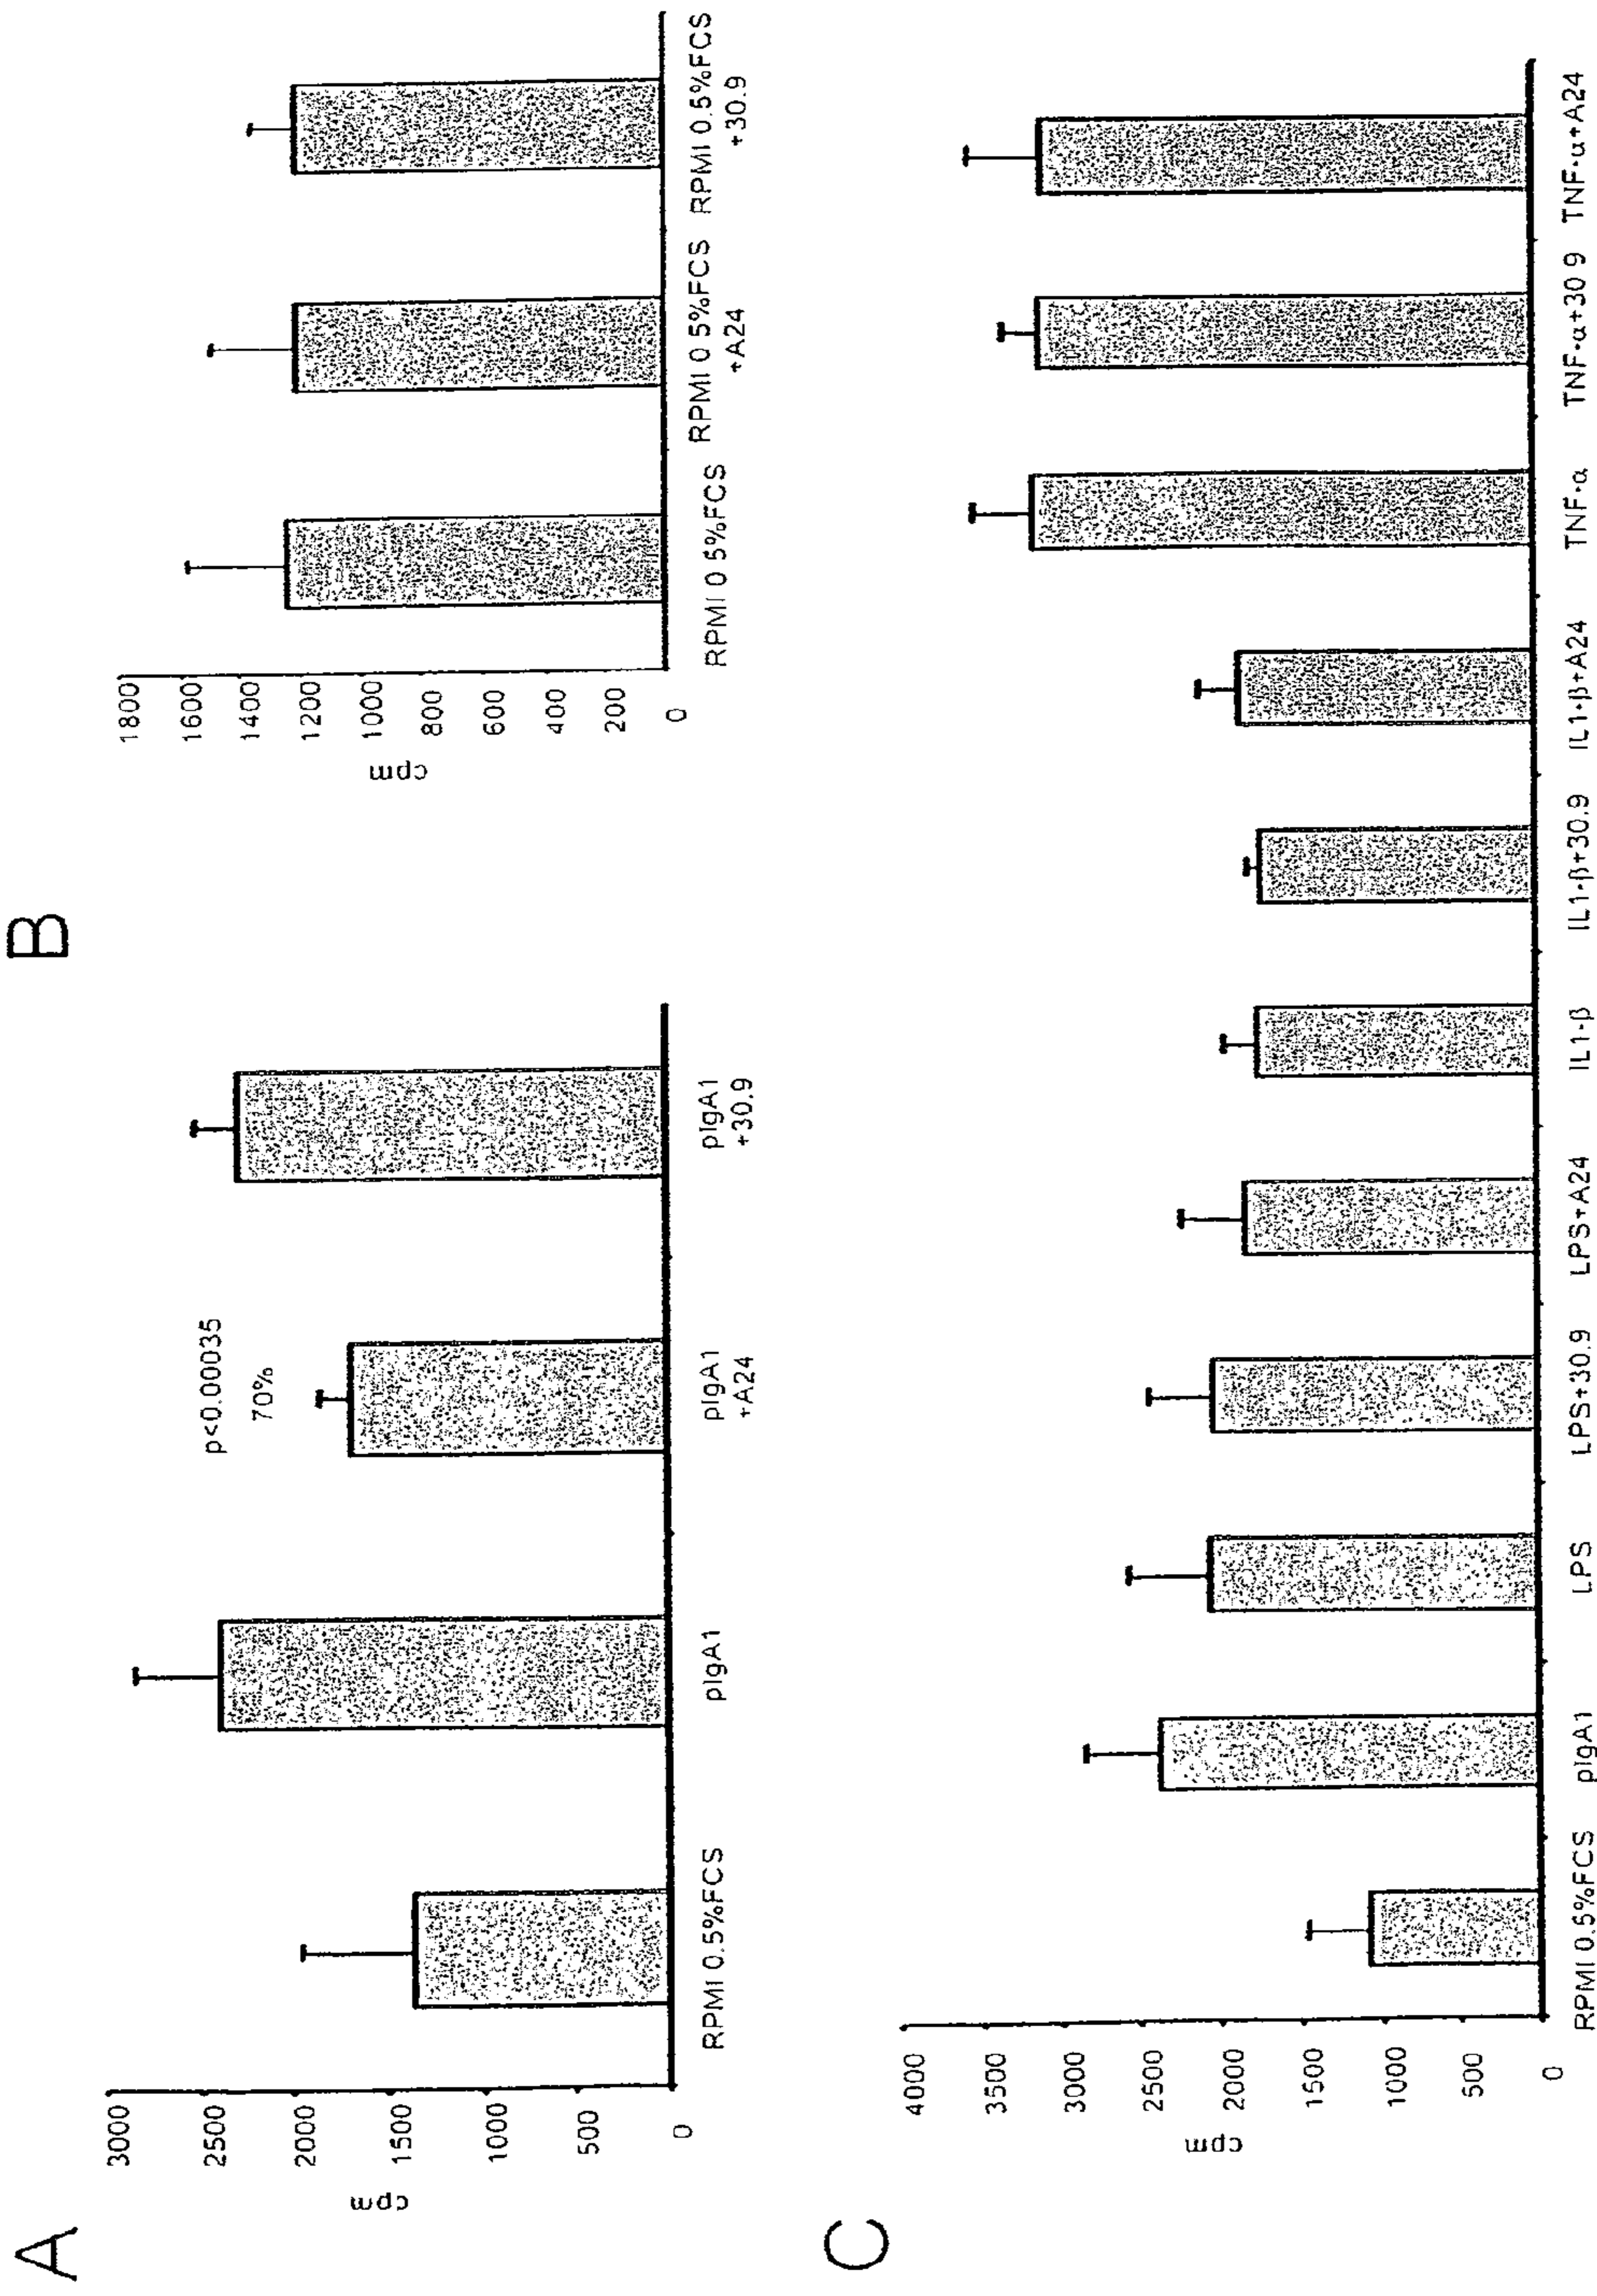 A
cpm
3000
2500
2000
1500
1000
500
0
p<0.00035
70%
RPMI 0.5%FCS
pIgA1
pIgA1
+A24
pIgA1
+30.9
B
cpm
1800
1600
1400
1200
1000
800
600
400
200
0
RPMI 0 5%FCS
RPMI 0 5%FCS
+A24
RPMI 0.5%FCS
+30.9
C
cpm
4000
3500
3000
2500
2000
1500
1000
500
0
RPMI 0.5%FCS
pIgA1
LPS
LPS+30.9
LPS+A24
IL1-β
IL1-β+30.9
IL1-β+A24
TNF-α
TNF-α+30 9
TNF-α+A24